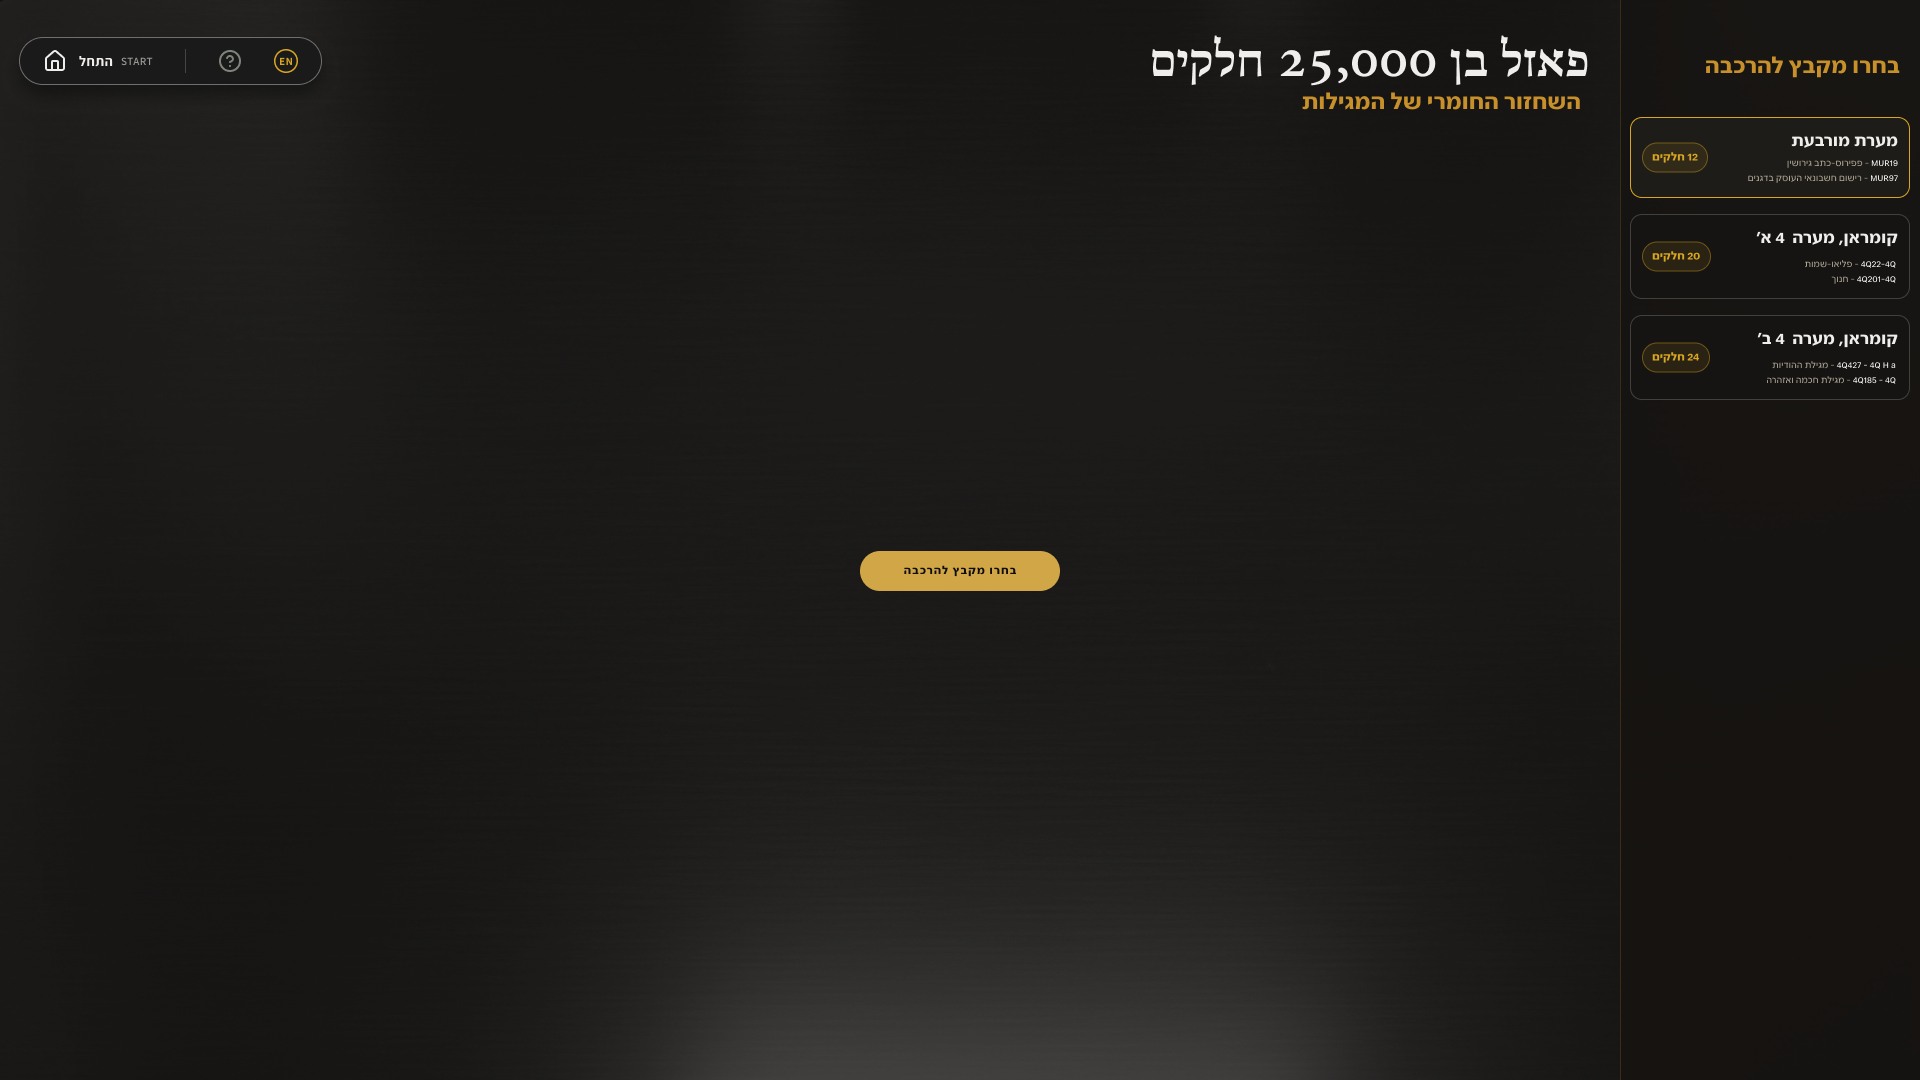 פאזל בן 25,000 חלקים
השחזור החומרי של המגילות
START התחל
EN
בחרו מקבץ להרכבה
מערת מורבעת
MUR19 - פפירוס-כתב גירושין
MUR97 - רישום חשבונאי העוסק בדגנים
12 חלקים
קומראן, מערה 4 א׳
4Q22-4Q - פליאו-שמות
4Q201-4Q - חנוך
20 חלקים
קומראן, מערה 4 ב׳
4Q427 - 4Q H a - מגילת ההודיות
4Q185 - 4Q - מגילת חכמה ואזהרה
24 חלקים
בחרו מקבץ להרכבה